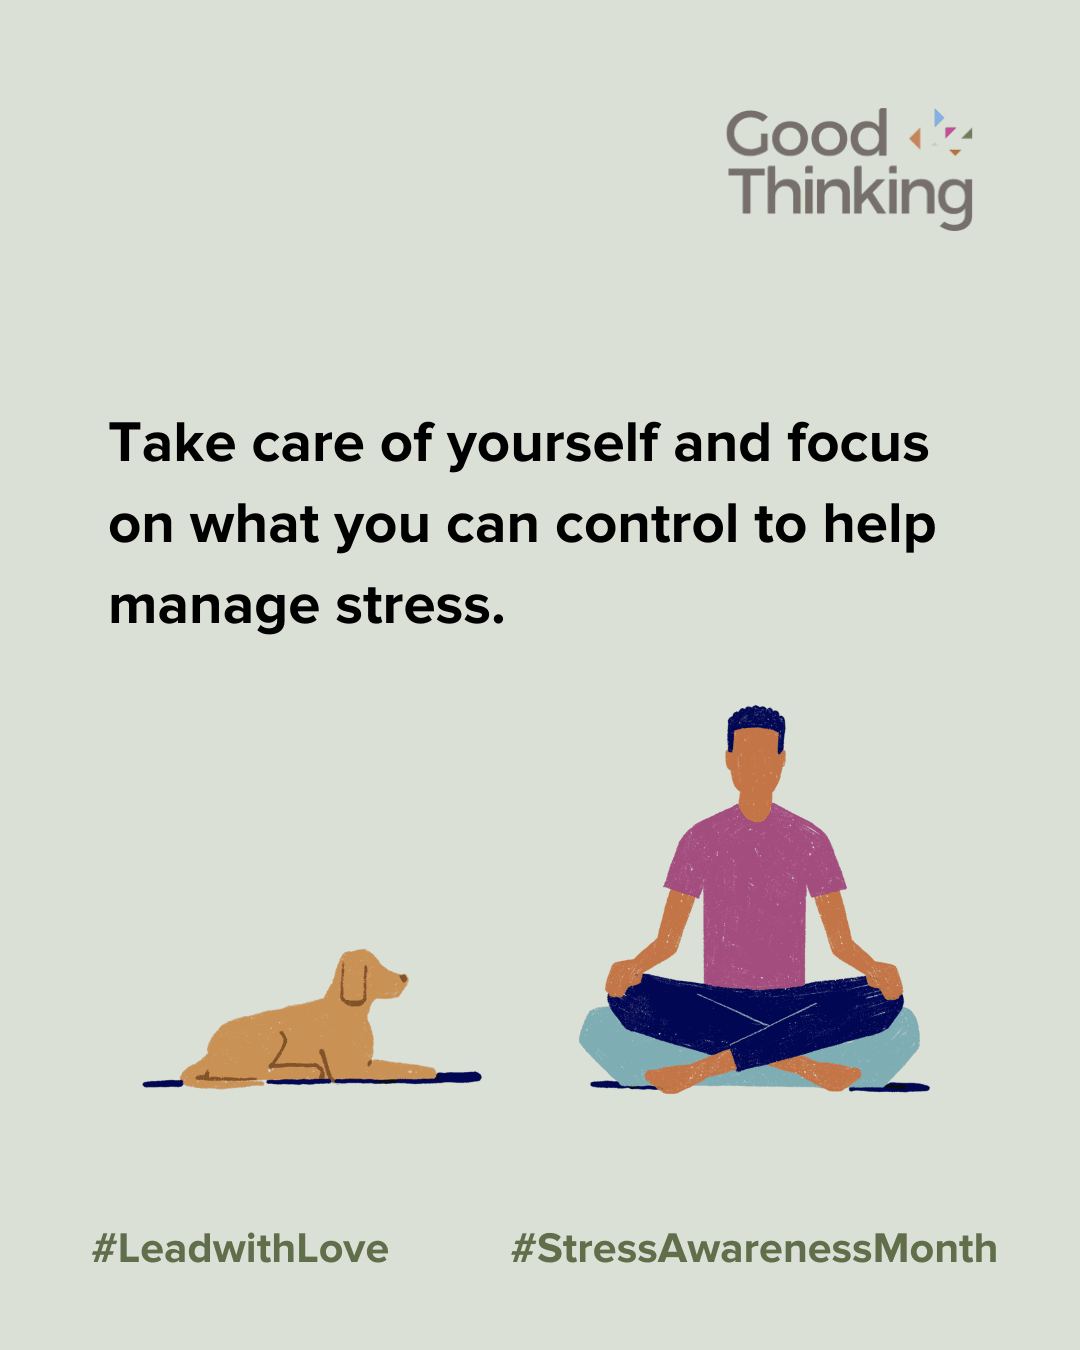 Good
Thinking
Take care of yourself and focus
on what you can control to help
manage stress.
#LeadwithLove
#StressAwarenessMonth